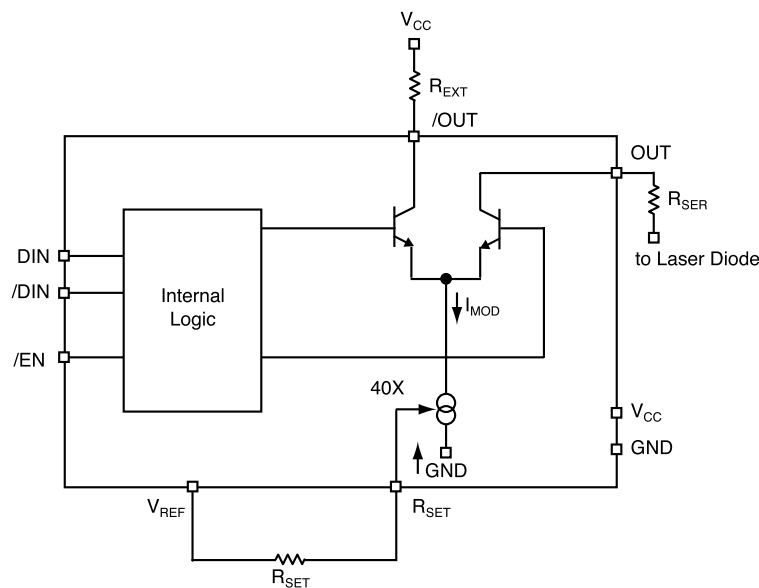 VCC
REXT
/OUT
OUT
RSER
to Laser Diode
DIN
/DIN
/EN
Internal
Logic
IMOD
40X
VCC
GND
GND
VREF
RSET
RSET